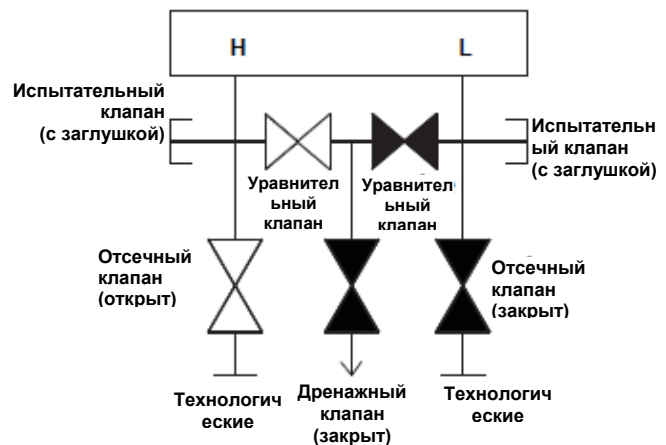 H
L
Испытательный
клапан
(с заглушкой)
Испытательн
ый клапан
(с заглушкой)
Уравнител
ьный
клапан
Уравнител
ьный
клапан
Отсечный
клапан
(открыт)
Отсечный
клапан
(закрыт)
Технологич
еские
Дренажный
клапан
(закрыт)
Технологич
еские